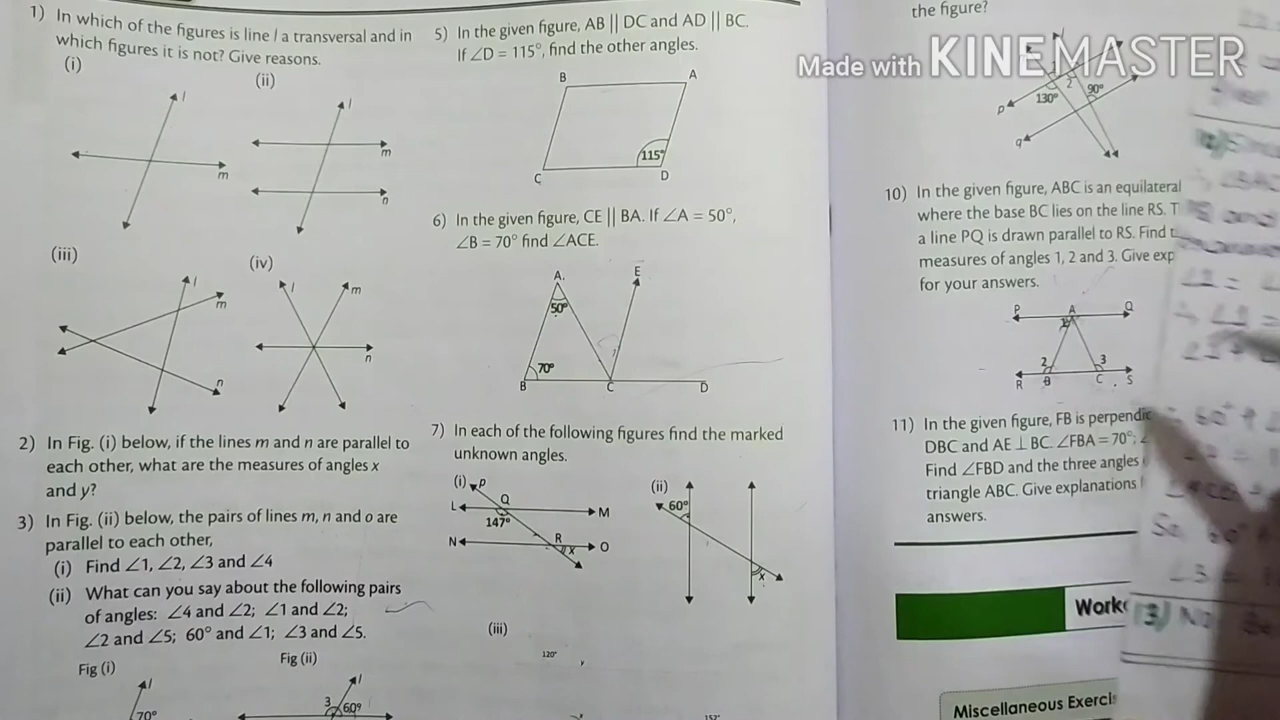 1) In which of the figures is line l a transversal and in
which figures it is not? Give reasons.
(i)
(ii)
l
m
l
m
n
(iii)
(iv)
l
m
n
l
m
n
2) In Fig. (i) below, if the lines m and n are parallel to
each other, what are the measures of angles x
and y?
3) In Fig. (ii) below, the pairs of lines m, n and o are
parallel to each other,
(i) Find ∠1, ∠2, ∠3 and ∠4
(ii) What can you say about the following pairs
of angles: ∠4 and ∠2; ∠1 and ∠2;
∠2 and ∠5; 60° and ∠1; ∠3 and ∠5.
Fig (i)
Fig (ii)
l
70°
l
3
60°
5) In the given figure, AB || DC and AD || BC.
If ∠D = 115°, find the other angles.
B
A
115°
C
D
6) In the given figure, CE || BA. If ∠A = 50°,
∠B = 70° find ∠ACE.
A
E
50°
70°
B
C
D
7) In each of the following figures find the marked
unknown angles.
(i)
P
Q
L
M
147°
N
R
x
O
(ii)
60°
x
(iii)
120°
152°
the figure?
Made with KINEMASTER
2
90°
130°
p
q
10) In the given figure, ABC is an equilateral
where the base BC lies on the line RS. T
a line PQ is drawn parallel to RS. Find t
measures of angles 1, 2 and 3. Give exp
for your answers.
P
A
Q
1
2
3
R
B
C
S
11) In the given figure, FB is perpendic
DBC and AE ⊥ BC. ∠FBA = 70°; ∠
Find ∠FBD and the three angles
triangle ABC. Give explanations
answers.
Work
Miscellaneous Exerci